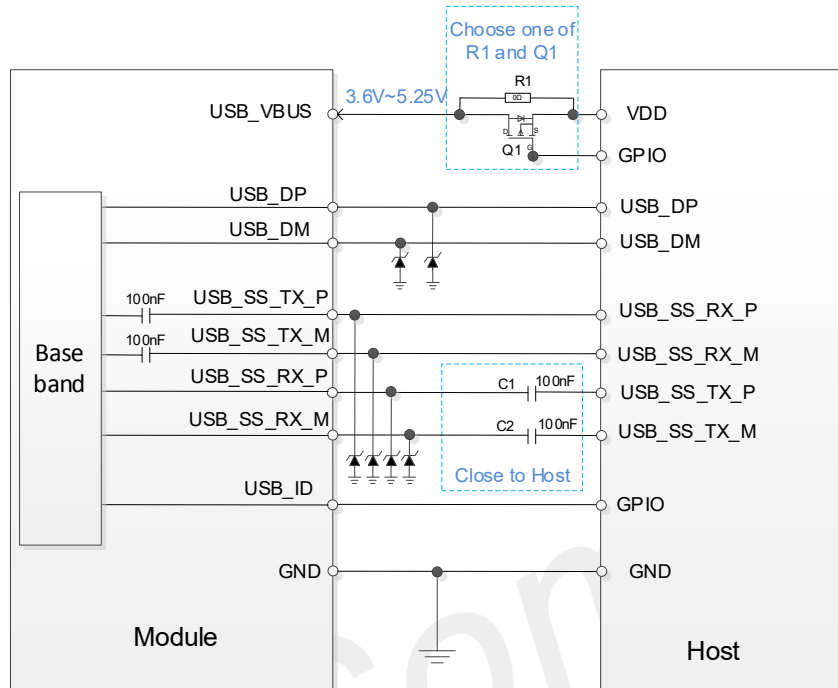 Choose one of
R1 and Q1
R1
0Ω
3.6V~5.25V
USB_VBUS
VDD
D
S
Q1
G
GPIO
USB_DP
USB_DP
USB_DM
USB_DM
100nF
USB_SS_TX_P
USB_SS_RX_P
100nF
USB_SS_TX_M
USB_SS_RX_M
Base
band
USB_SS_RX_P
C1
100nF
USB_SS_TX_P
USB_SS_RX_M
C2
100nF
USB_SS_TX_M
Close to Host
USB_ID
GPIO
GND
GND
Module
Host